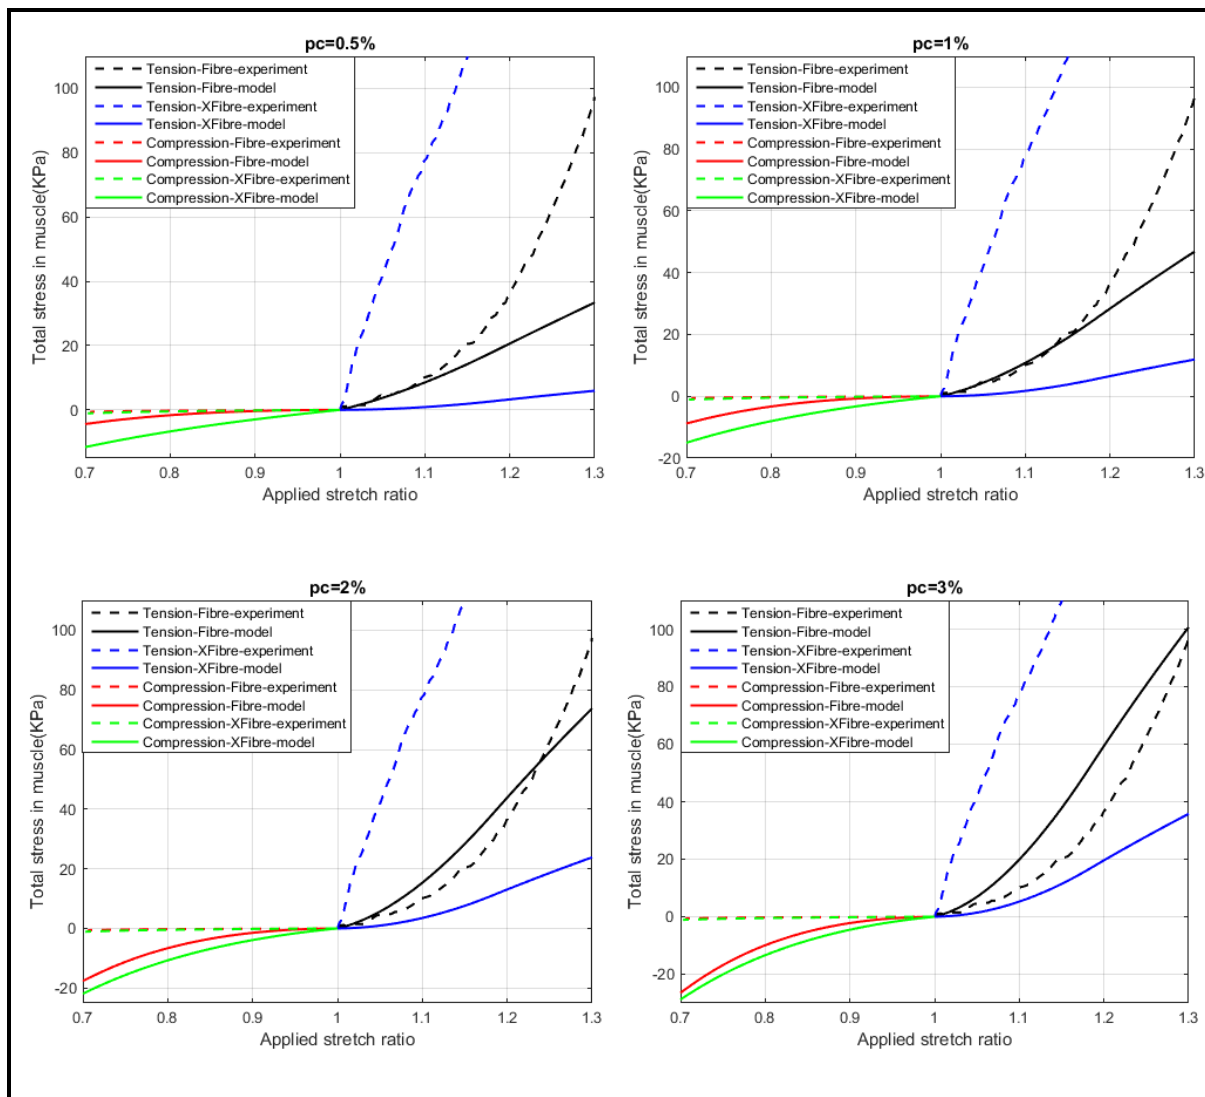 pc=0.5%
Total stress in muscle(KPa)
100
80
60
40
20
0
Tension-Fibre-experiment
Tension-Fibre-model
Tension-XFibre-experiment
Tension-XFibre-model
Compression-Fibre-experiment
Compression-Fibre-model
Compression-XFibre-experiment
Compression-XFibre-model
0.7 0.8 0.9 1 1.1 1.2 1.3
Applied stretch ratio
pc=1%
Total stress in muscle(KPa)
100
80
60
40
20
0
-20
Tension-Fibre-experiment
Tension-Fibre-model
Tension-XFibre-experiment
Tension-XFibre-model
Compression-Fibre-experiment
Compression-Fibre-model
Compression-XFibre-experiment
Compression-XFibre-model
0.7 0.8 0.9 1 1.1 1.2 1.3
Applied stretch ratio
pc=2%
Total stress in muscle(KPa)
100
80
60
40
20
0
-20
Tension-Fibre-experiment
Tension-Fibre-model
Tension-XFibre-experiment
Tension-XFibre-model
Compression-Fibre-experiment
Compression-Fibre-model
Compression-XFibre-experiment
Compression-XFibre-model
0.7 0.8 0.9 1 1.1 1.2 1.3
Applied stretch ratio
pc=3%
Total stress in muscle(KPa)
100
80
60
40
20
0
-20
Tension-Fibre-experiment
Tension-Fibre-model
Tension-XFibre-experiment
Tension-XFibre-model
Compression-Fibre-experiment
Compression-Fibre-model
Compression-XFibre-experiment
Compression-XFibre-model
0.7 0.8 0.9 1 1.1 1.2 1.3
Applied stretch ratio